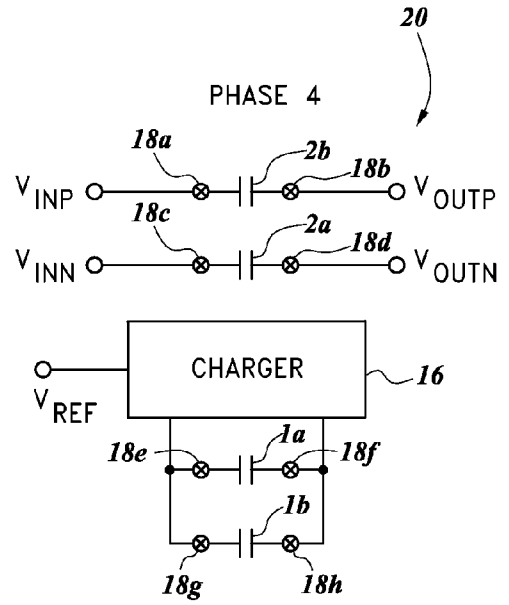 20
PHASE 4
18a 2b 18b
VINP VOUTP
18c 2a 18d
VINN VOUTN
CHARGER
16
VREF
1a
18e 18f
1b
18g 18h